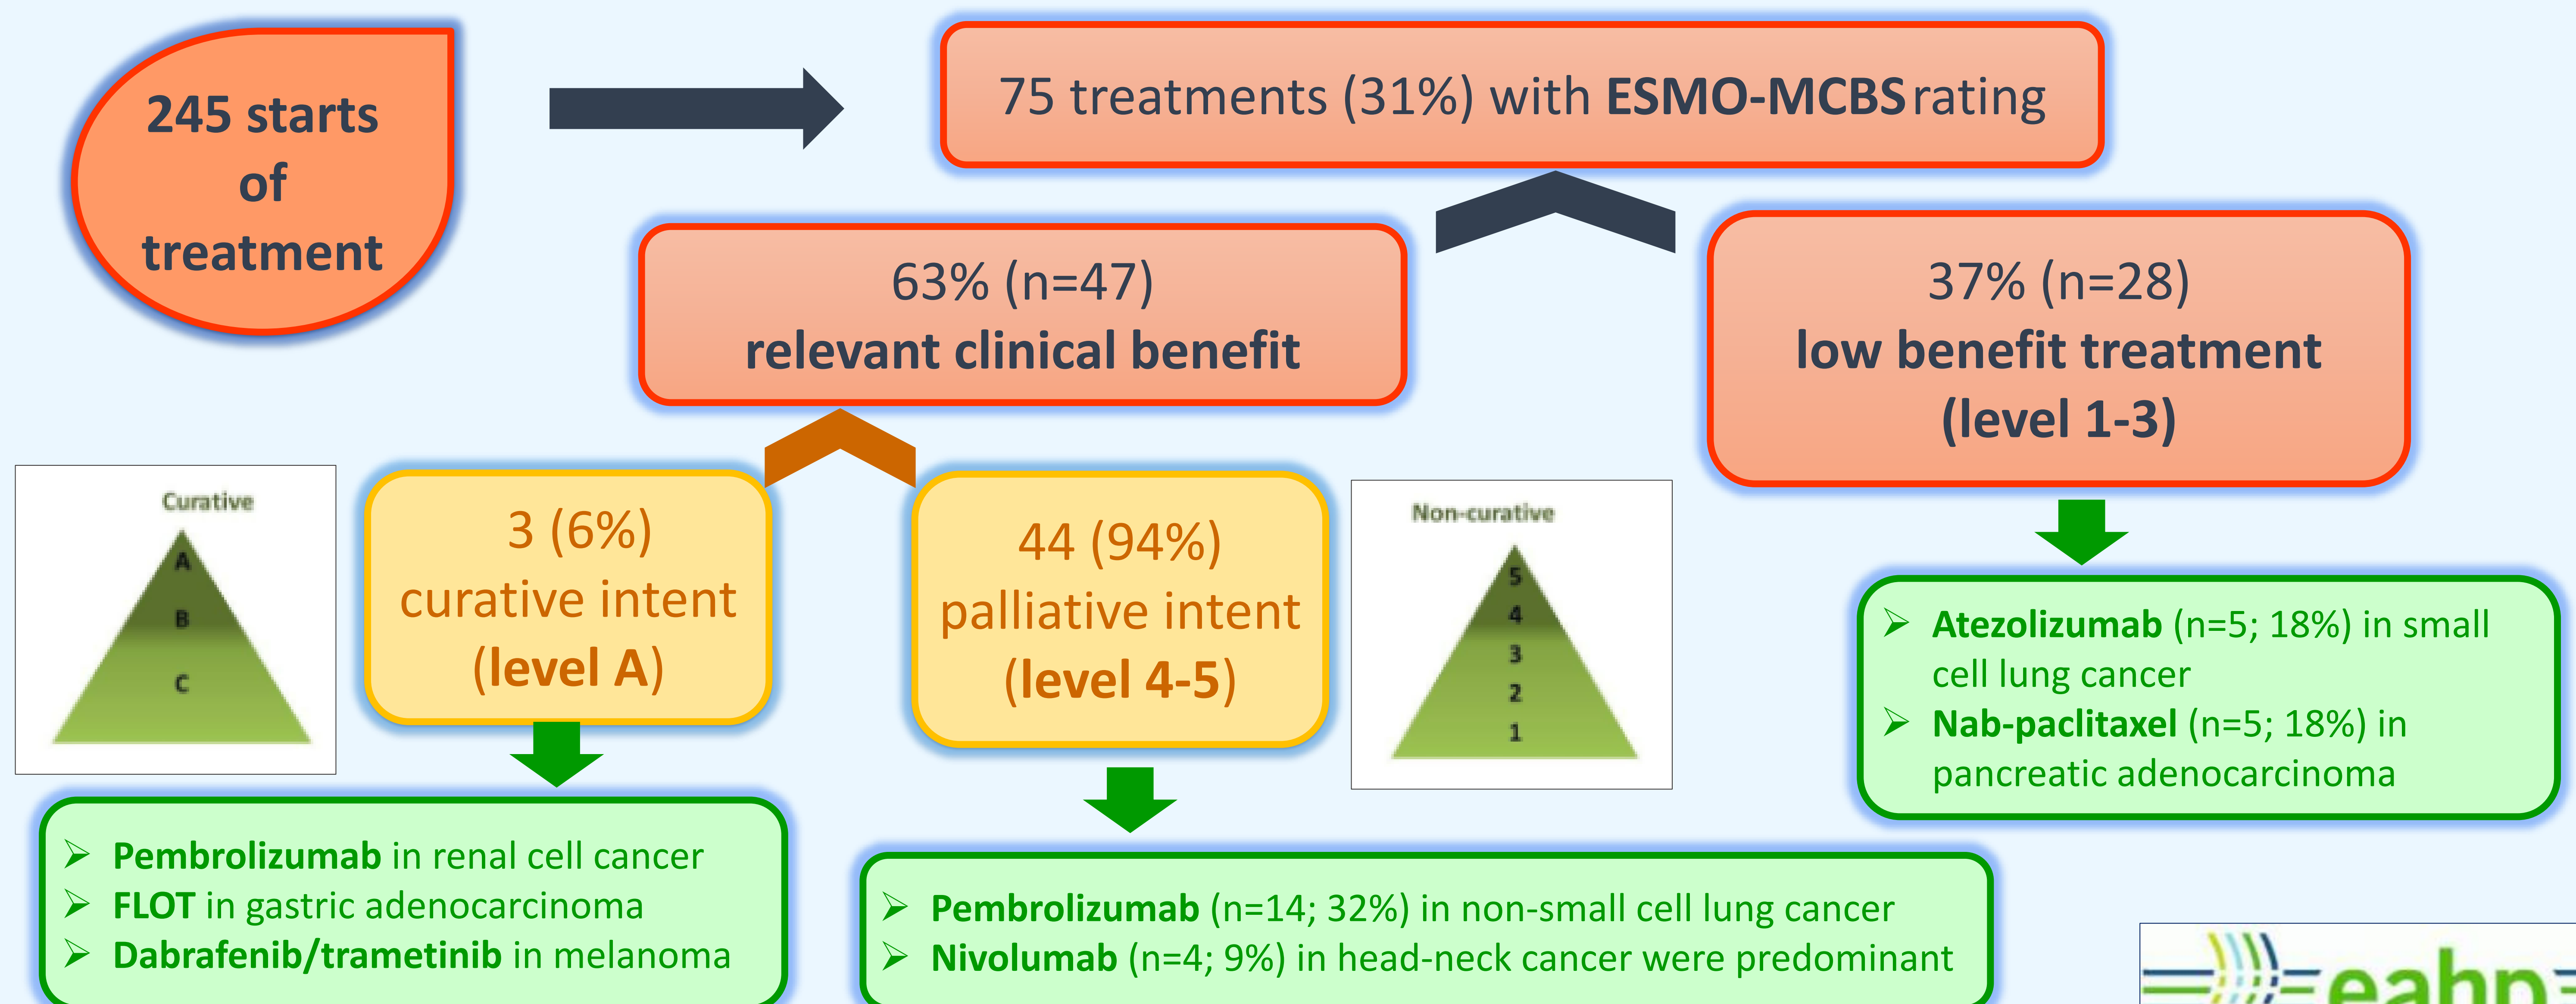 245 starts
of
treatment
75 treatments (31%) with ESMO-MCBS rating
63% (n=47)
relevant clinical benefit
37% (n=28)
low benefit treatment
(level 1-3)
Curative
A
B
C
3 (6%)
curative intent
(level A)
44 (94%)
palliative intent
(level 4-5)
Non-curative
5
4
3
2
1
➢ Atezolizumab (n=5; 18%) in small
cell lung cancer
➢ Nab-paclitaxel (n=5; 18%) in
pancreatic adenocarcinoma
➢ Pembrolizumab in renal cell cancer
➢ FLOT in gastric adenocarcinoma
➢ Dabrafenib/trametinib in melanoma
➢ Pembrolizumab (n=14; 32%) in non-small cell lung cancer
➢ Nivolumab (n=4; 9%) in head-neck cancer were predominant
eahp